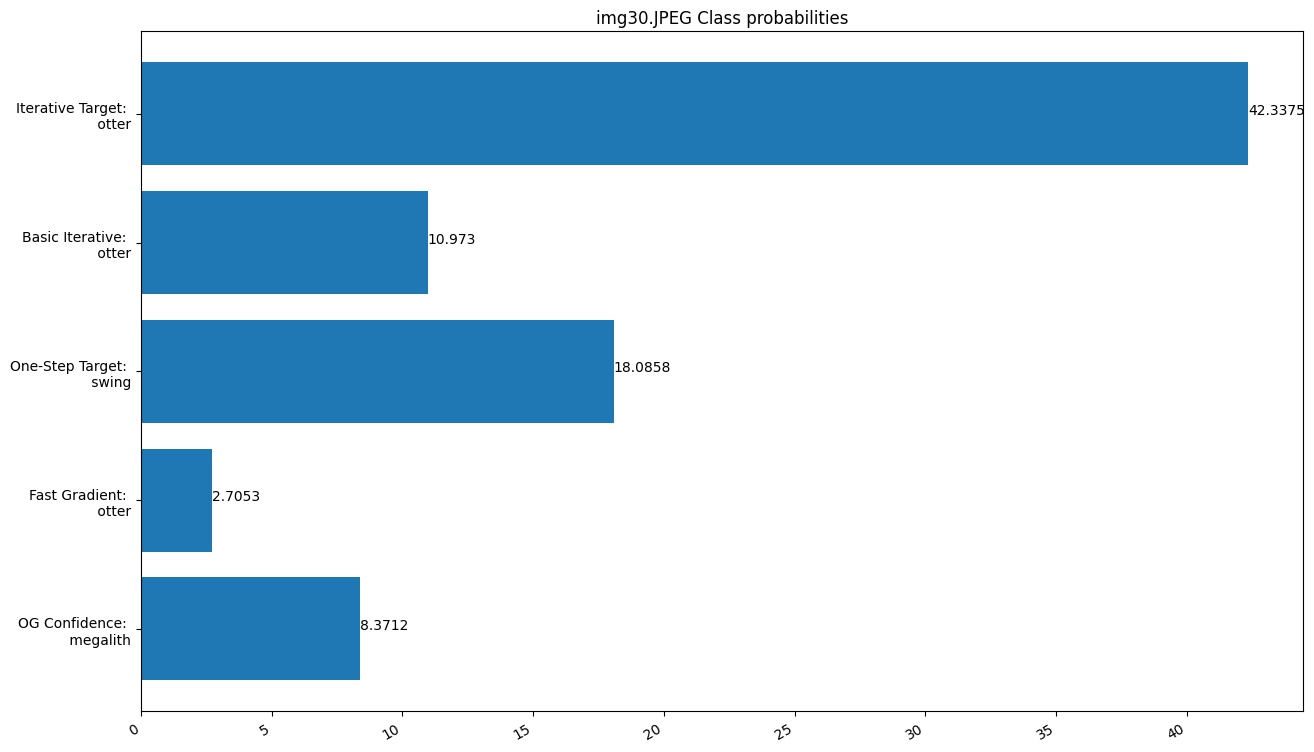 img30.JPEG Class probabilities
Iterative Target:
otter
42.3375
Basic Iterative:
otter
10.973
One-Step Target:
swing
18.0858
Fast Gradient:
otter
2.7053
OG Confidence:
megalith
8.3712
0 5 10 15 20 25 30 35 40